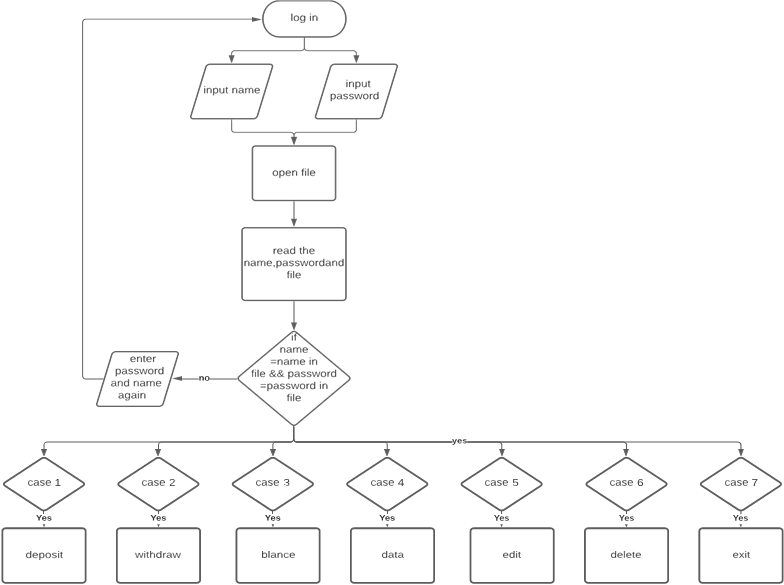 log in
input name
input
password
open file
read the
name,passwordand
file
if
name
=name in
file && password
=password in
file
no
enter
password
and name
again
yes
case 1
case 2
case 3
case 4
case 5
case 6
case 7
Yes
Yes
Yes
Yes
Yes
Yes
Yes
deposit
withdraw
blance
data
edit
delete
exit